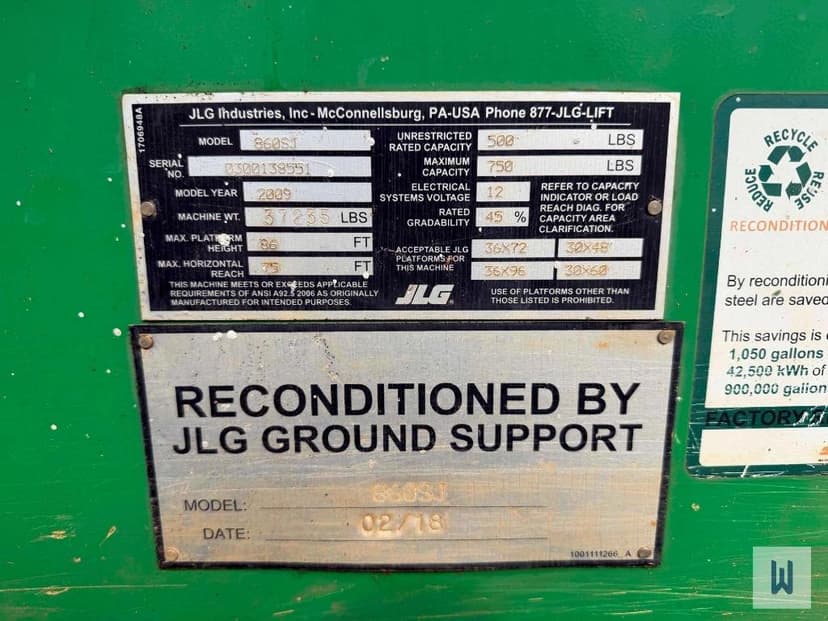 JLG Industries, Inc - McConnellsburg, PA-USA Phone 877-JLG-LIFT
1706948A
MODEL 860SJ
SERIAL NO. 0300138551
MODEL YEAR 2009
MACHINE WT. 37235 LBS
MAX. PLATFORM HEIGHT 86 FT
MAX. HORIZONTAL REACH 75 FT
THIS MACHINE MEETS OR EXCEEDS APPLICABLE
REQUIREMENTS OF ANSI A92.5 2006 AS ORIGINALLY
MANUFACTURED FOR INTENDED PURPOSES.
UNRESTRICTED RATED CAPACITY 500 LBS
MAXIMUM CAPACITY 750 LBS
ELECTRICAL SYSTEMS VOLTAGE 12
RATED GRADABILITY 45 %
REFER TO CAPACITY
INDICATOR OR LOAD
REACH DIAG. FOR
CAPACITY AREA
CLARIFICATION.
ACCEPTABLE JLG
PLATFORMS FOR
THIS MACHINE
36X72 30X48
36X96 30X60
JLG
USE OF PLATFORMS OTHER THAN
THOSE LISTED IS PROHIBITED.
RECONDITIONED BY
JLG GROUND SUPPORT
MODEL: 860SJ
DATE: 02/18
1001111266 A
REDUCE RECYCLE REUSE
RECONDITION
By reconditioni
steel are saved
This savings is
1,050 gallons
42,500 kWh of
900,000 gallon
FACTORY
W